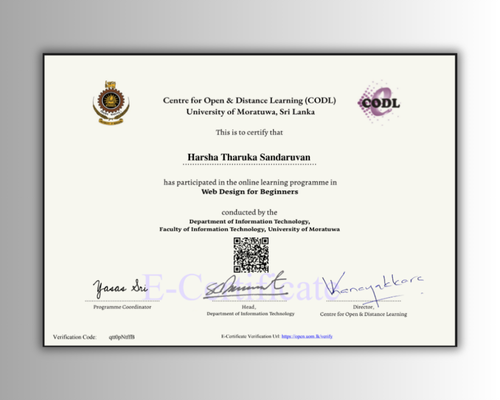 Centre for Open & Distance Learning (CODL)
University of Moratuwa, Sri Lanka
CODL
This is to certify that
Harsha Tharuka Sandaruvan
has participated in the online learning programme in
Web Design for Beginners
conducted by the
Department of Information Technology,
Faculty of Information Technology, University of Moratuwa
E-Certificate
Yasas Sri
Programme Coordinator
Head,
Department of Information Technology
Director,
Centre for Open & Distance Learning
Verification Code:
E-Certificate Verification Url: https://open.uom.lk/verify